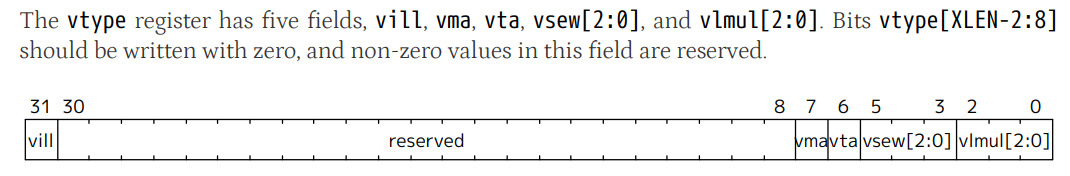 The vtype register has five fields, vill, vma, vta, vsew[2:0], and vlmul[2:0]. Bits vtype[XLEN-2:8]
should be written with zero, and non-zero values in this field are reserved.
31 30 8 7 6 5 3 2 0
vill reserved vma vta vsew[2:0] vlmul[2:0]